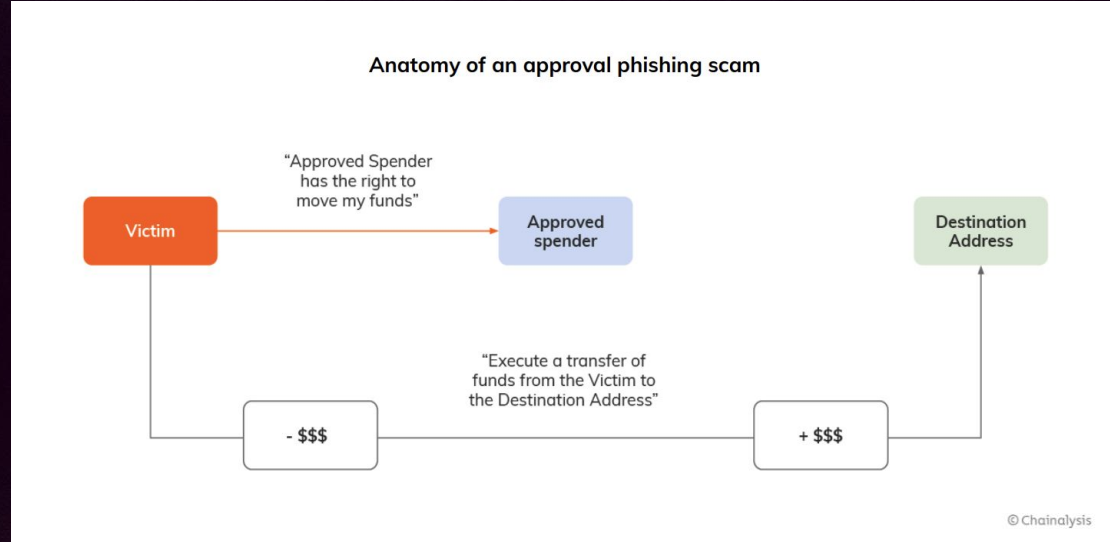 Anatomy of an approval phishing scam
“Approved Spender
has the right to
move my funds”
Victim
Approved
spender
Destination
Address
“Execute a transfer of
funds from the Victim to
the Destination Address”
- $$$
+ $$$
© Chainalysis